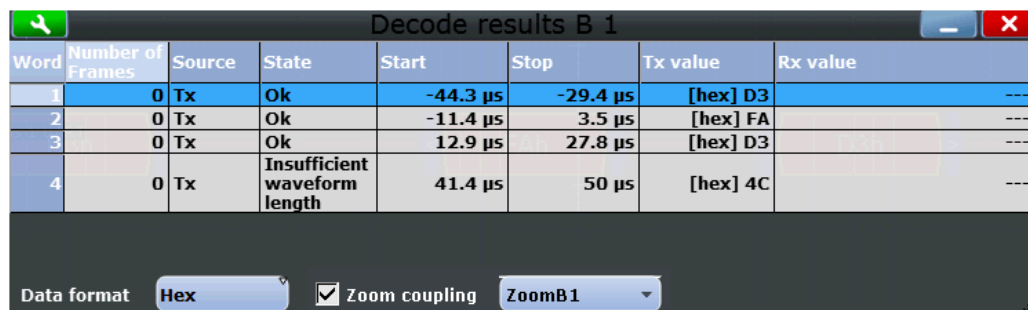 Decode results B 1
Word Number of Frames Source State Start Stop Tx value Rx value
1 0 Tx Ok -44.3 µs -29.4 µs [hex] D3 ---
2 0 Tx Ok -11.4 µs 3.5 µs [hex] FA ---
3 0 Tx Ok 12.9 µs 27.8 µs [hex] D3 ---
4 0 Tx Insufficient waveform length 41.4 µs 50 µs [hex] 4C ---
Data format Hex Zoom coupling ZoomB1